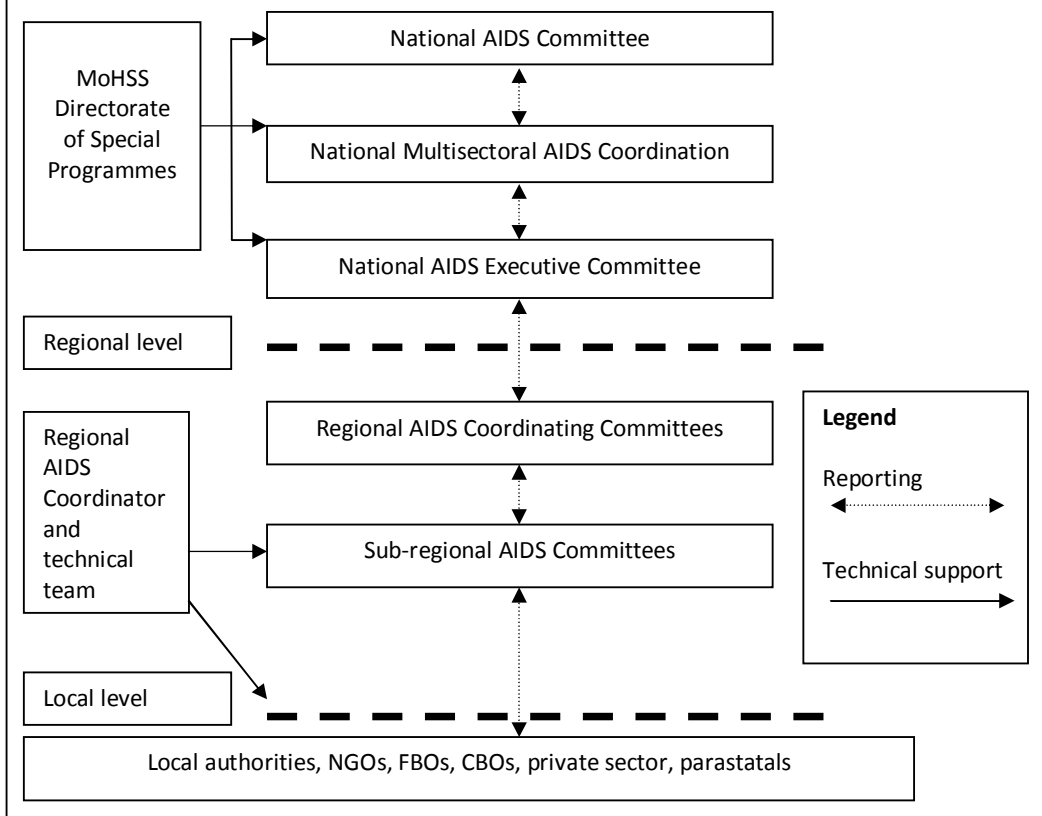 National AIDS Committee
MoHSS
Directorate
of Special
Programmes
National Multisectoral AIDS Coordination
National AIDS Executive Committee
Regional level
Regional AIDS Coordinating Committees
Regional
AIDS
Coordinator
and
technical
team
Sub-regional AIDS Committees
Legend
Reporting
Technical support
Local level
Local authorities, NGOs, FBOs, CBOs, private sector, parastatals